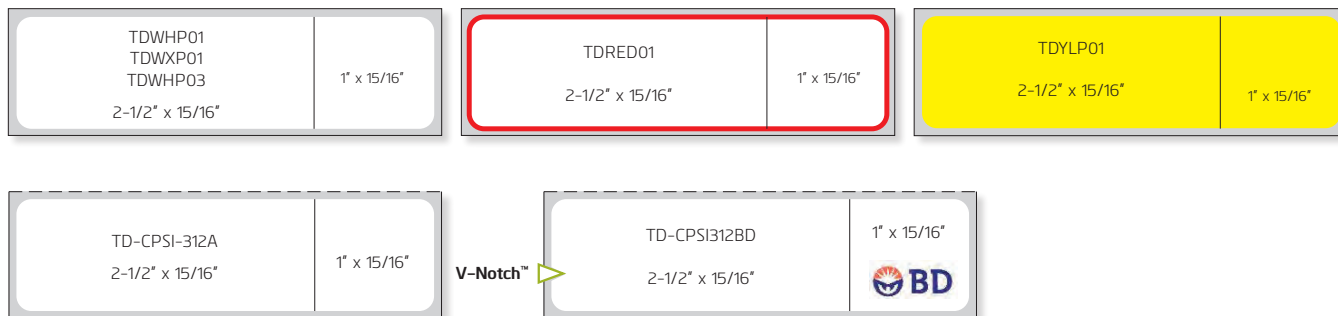 TDWHP01
TDWXP01
TDWHP03
2-1/2" x 15/16"
1" x 15/16"
TDRED01
2-1/2" x 15/16"
1" x 15/16"
TDYLP01
2-1/2" x 15/16"
1" x 15/16"
TD-CPSI-312A
2-1/2" x 15/16"
1" x 15/16"
V-Notch™
TD-CPSI312BD
2-1/2" x 15/16"
1" x 15/16"
BD